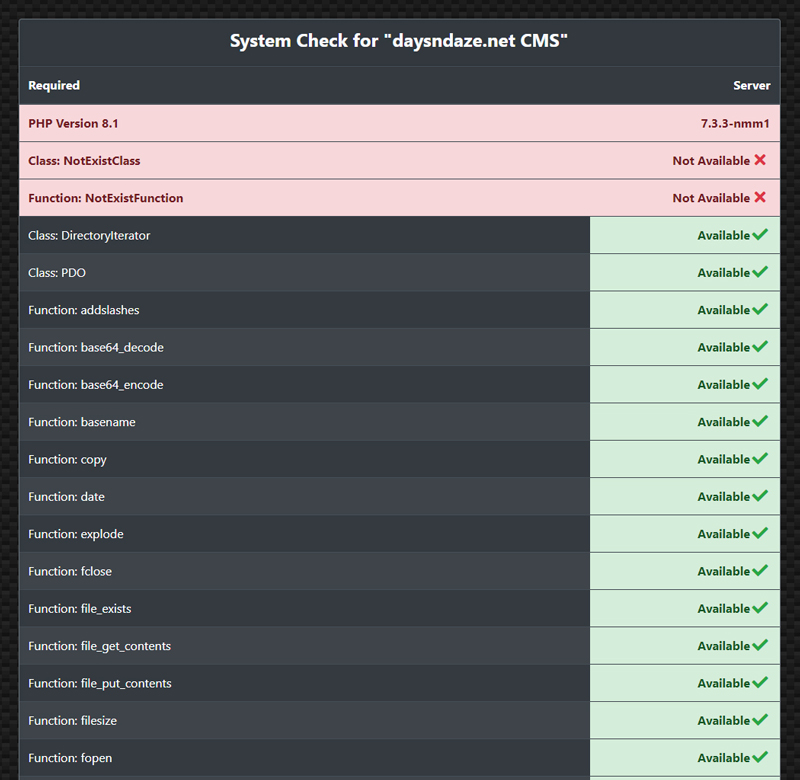 System Check for "daysndaze.net CMS"
Required Server
PHP Version 8.1 7.3.3-nmm1
Class: NotExistClass Not Available
Function: NotExistFunction Not Available
Class: DirectoryIterator Available
Class: PDO Available
Function: addslashes Available
Function: base64_decode Available
Function: base64_encode Available
Function: basename Available
Function: copy Available
Function: date Available
Function: explode Available
Function: fclose Available
Function: file_exists Available
Function: file_get_contents Available
Function: file_put_contents Available
Function: filesize Available
Function: fopen Available